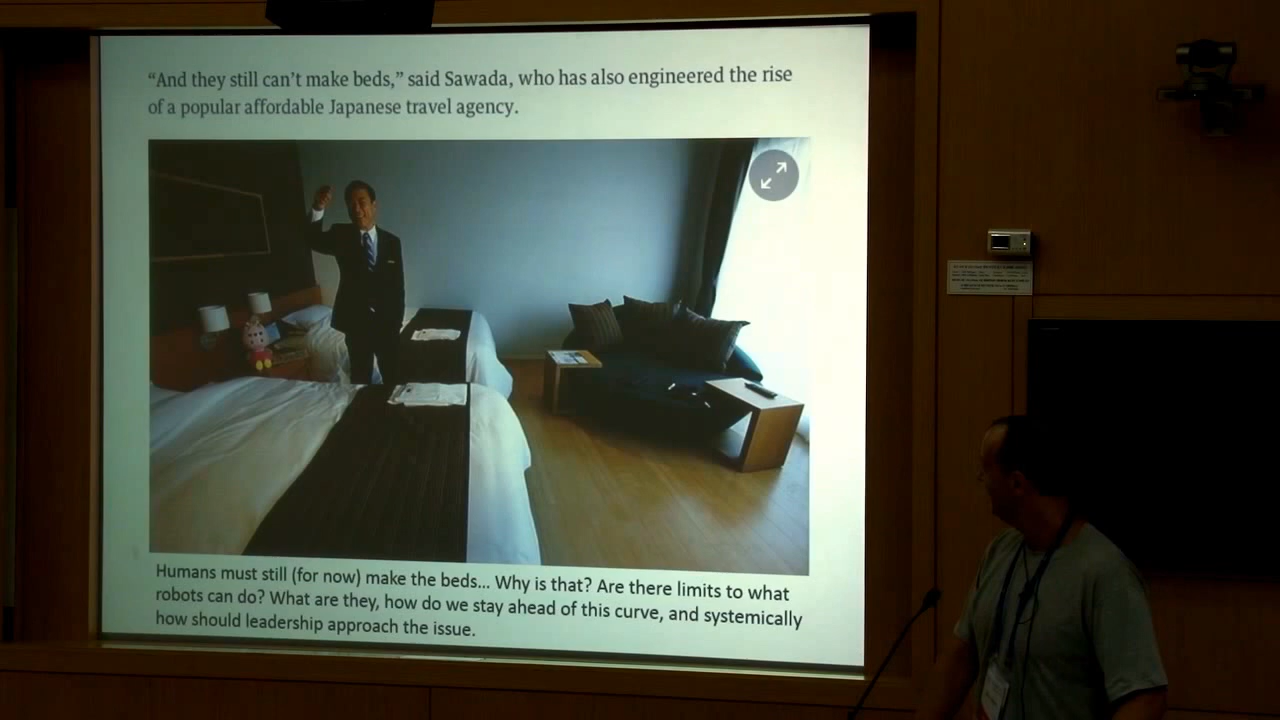 “And they still can’t make beds,” said Sawada, who has also engineered the rise
of a popular affordable Japanese travel agency.
Humans must still (for now) make the beds... Why is that? Are there limits to what
robots can do? What are they, how do we stay ahead of this curve, and systemically
how should leadership approach the issue.